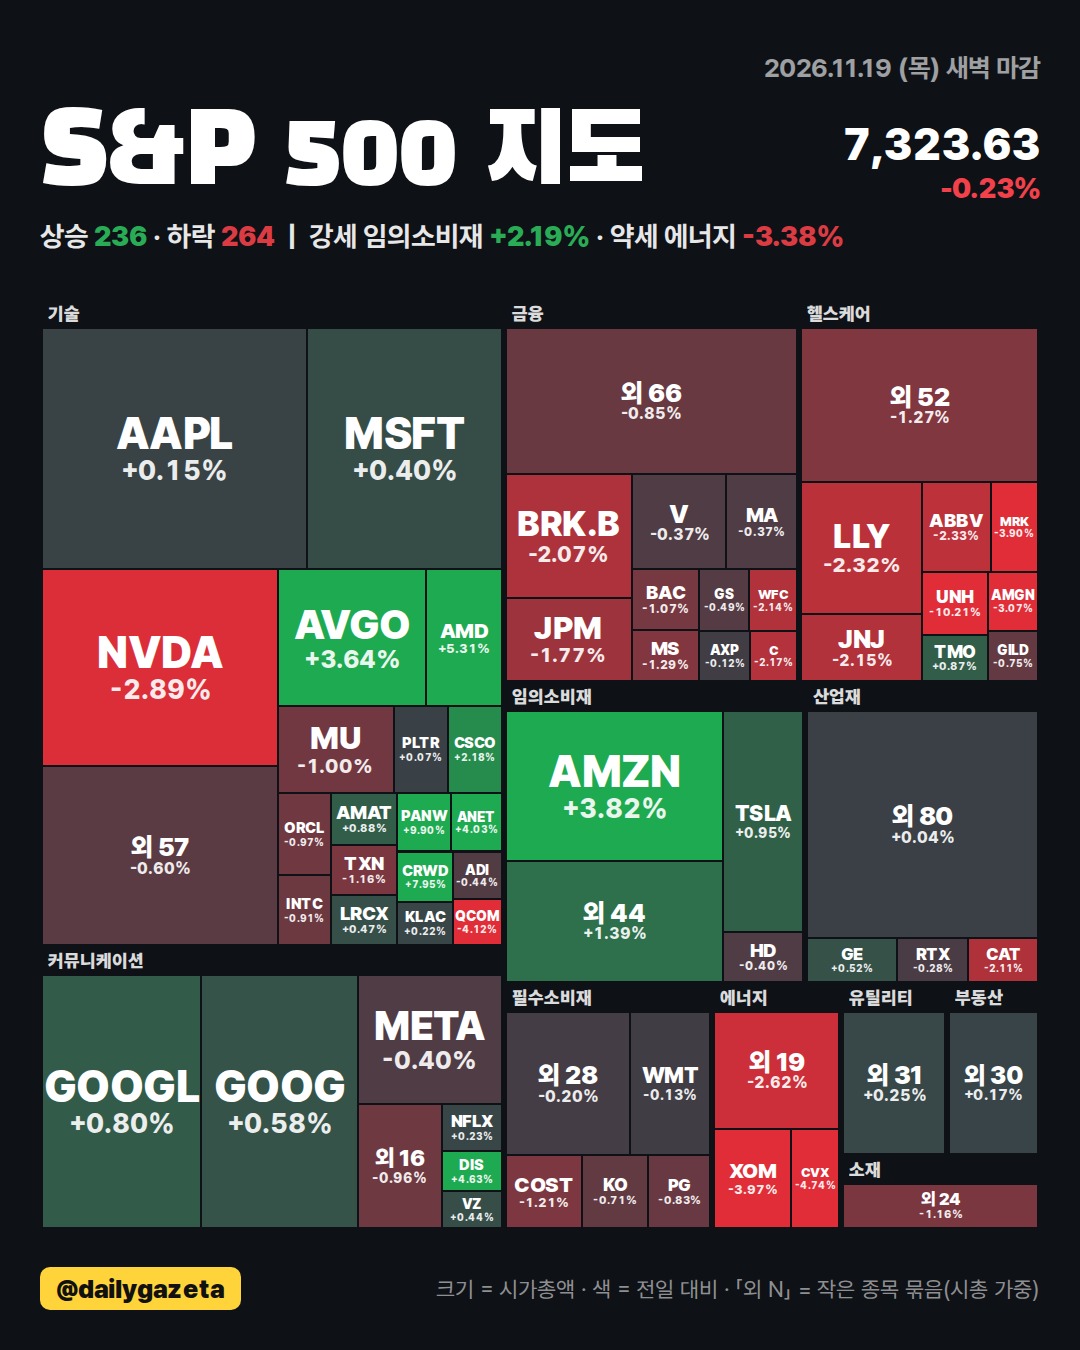 2026.11.19 (목) 새벽 마감
S&P 500 지도
7,323.63
-0.23%
상승 236 · 하락 264 | 강세 임의소비재 +2.19% · 약세 에너지 -3.38%
기술
AAPL
+0.15%
MSFT
+0.40%
NVDA
-2.89%
AVGO
+3.64%
AMD
+5.31%
MU
-1.00%
PLTR
+0.07%
CSCO
+2.18%
외 57
-0.60%
ORCL
-0.97%
AMAT
+0.88%
PANW
+9.90%
ANET
+4.03%
TXN
-1.16%
CRWD
+7.95%
ADI
-0.44%
INTC
-0.91%
LRCX
+0.47%
KLAC
+0.22%
QCOM
-4.12%
금융
외 66
-0.85%
BRK.B
-2.07%
V
-0.37%
MA
-0.37%
JPM
-1.77%
BAC
-1.07%
GS
-0.49%
WFC
-2.14%
MS
-1.29%
AXP
-0.12%
C
-2.17%
헬스케어
외 52
-1.27%
LLY
-2.32%
ABBV
-2.33%
MRK
-3.90%
UNH
-10.21%
AMGN
-3.07%
JNJ
-2.15%
TMO
+0.87%
GILD
-0.75%
임의소비재
AMZN
+3.82%
TSLA
+0.95%
외 44
+1.39%
HD
-0.40%
산업재
외 80
+0.04%
GE
+0.52%
RTX
-0.28%
CAT
-2.11%
커뮤니케이션
GOOGL
+0.80%
GOOG
+0.58%
META
-0.40%
외 16
-0.96%
NFLX
+0.23%
DIS
+4.63%
VZ
+0.44%
필수소비재
외 28
-0.20%
WMT
-0.13%
COST
-1.21%
KO
-0.71%
PG
-0.83%
에너지
외 19
-2.62%
XOM
-3.97%
CVX
-4.74%
유틸리티
외 31
+0.25%
부동산
외 30
+0.17%
소재
외 24
-1.16%
@dailygazeta
크기 = 시가총액 · 색 = 전일 대비 · 「외 N」 = 작은 종목 묶음(시총 가중)